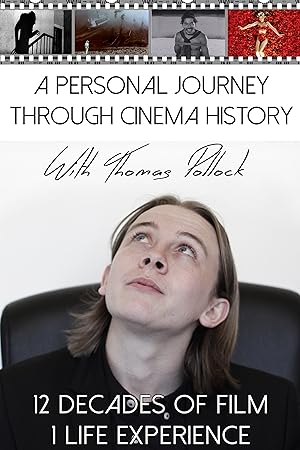 A PERSONAL JOURNEY
THROUGH CINEMA HISTORY
With Thomas Pollock
12 DECADES OF FILM
1 LIFE EXPERIENCE